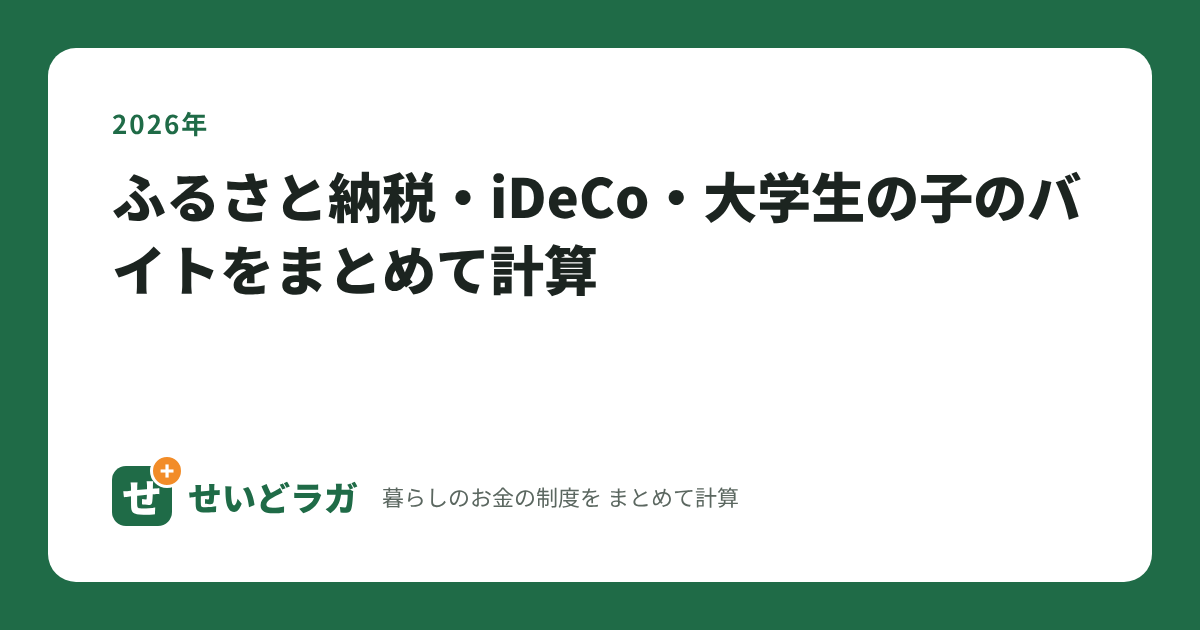 2026年
ふるさと納税・iDeCo・大学生の子のバ
イトをまとめて計算
せ+
せいどラガ 暮らしのお金の制度を まとめて計算